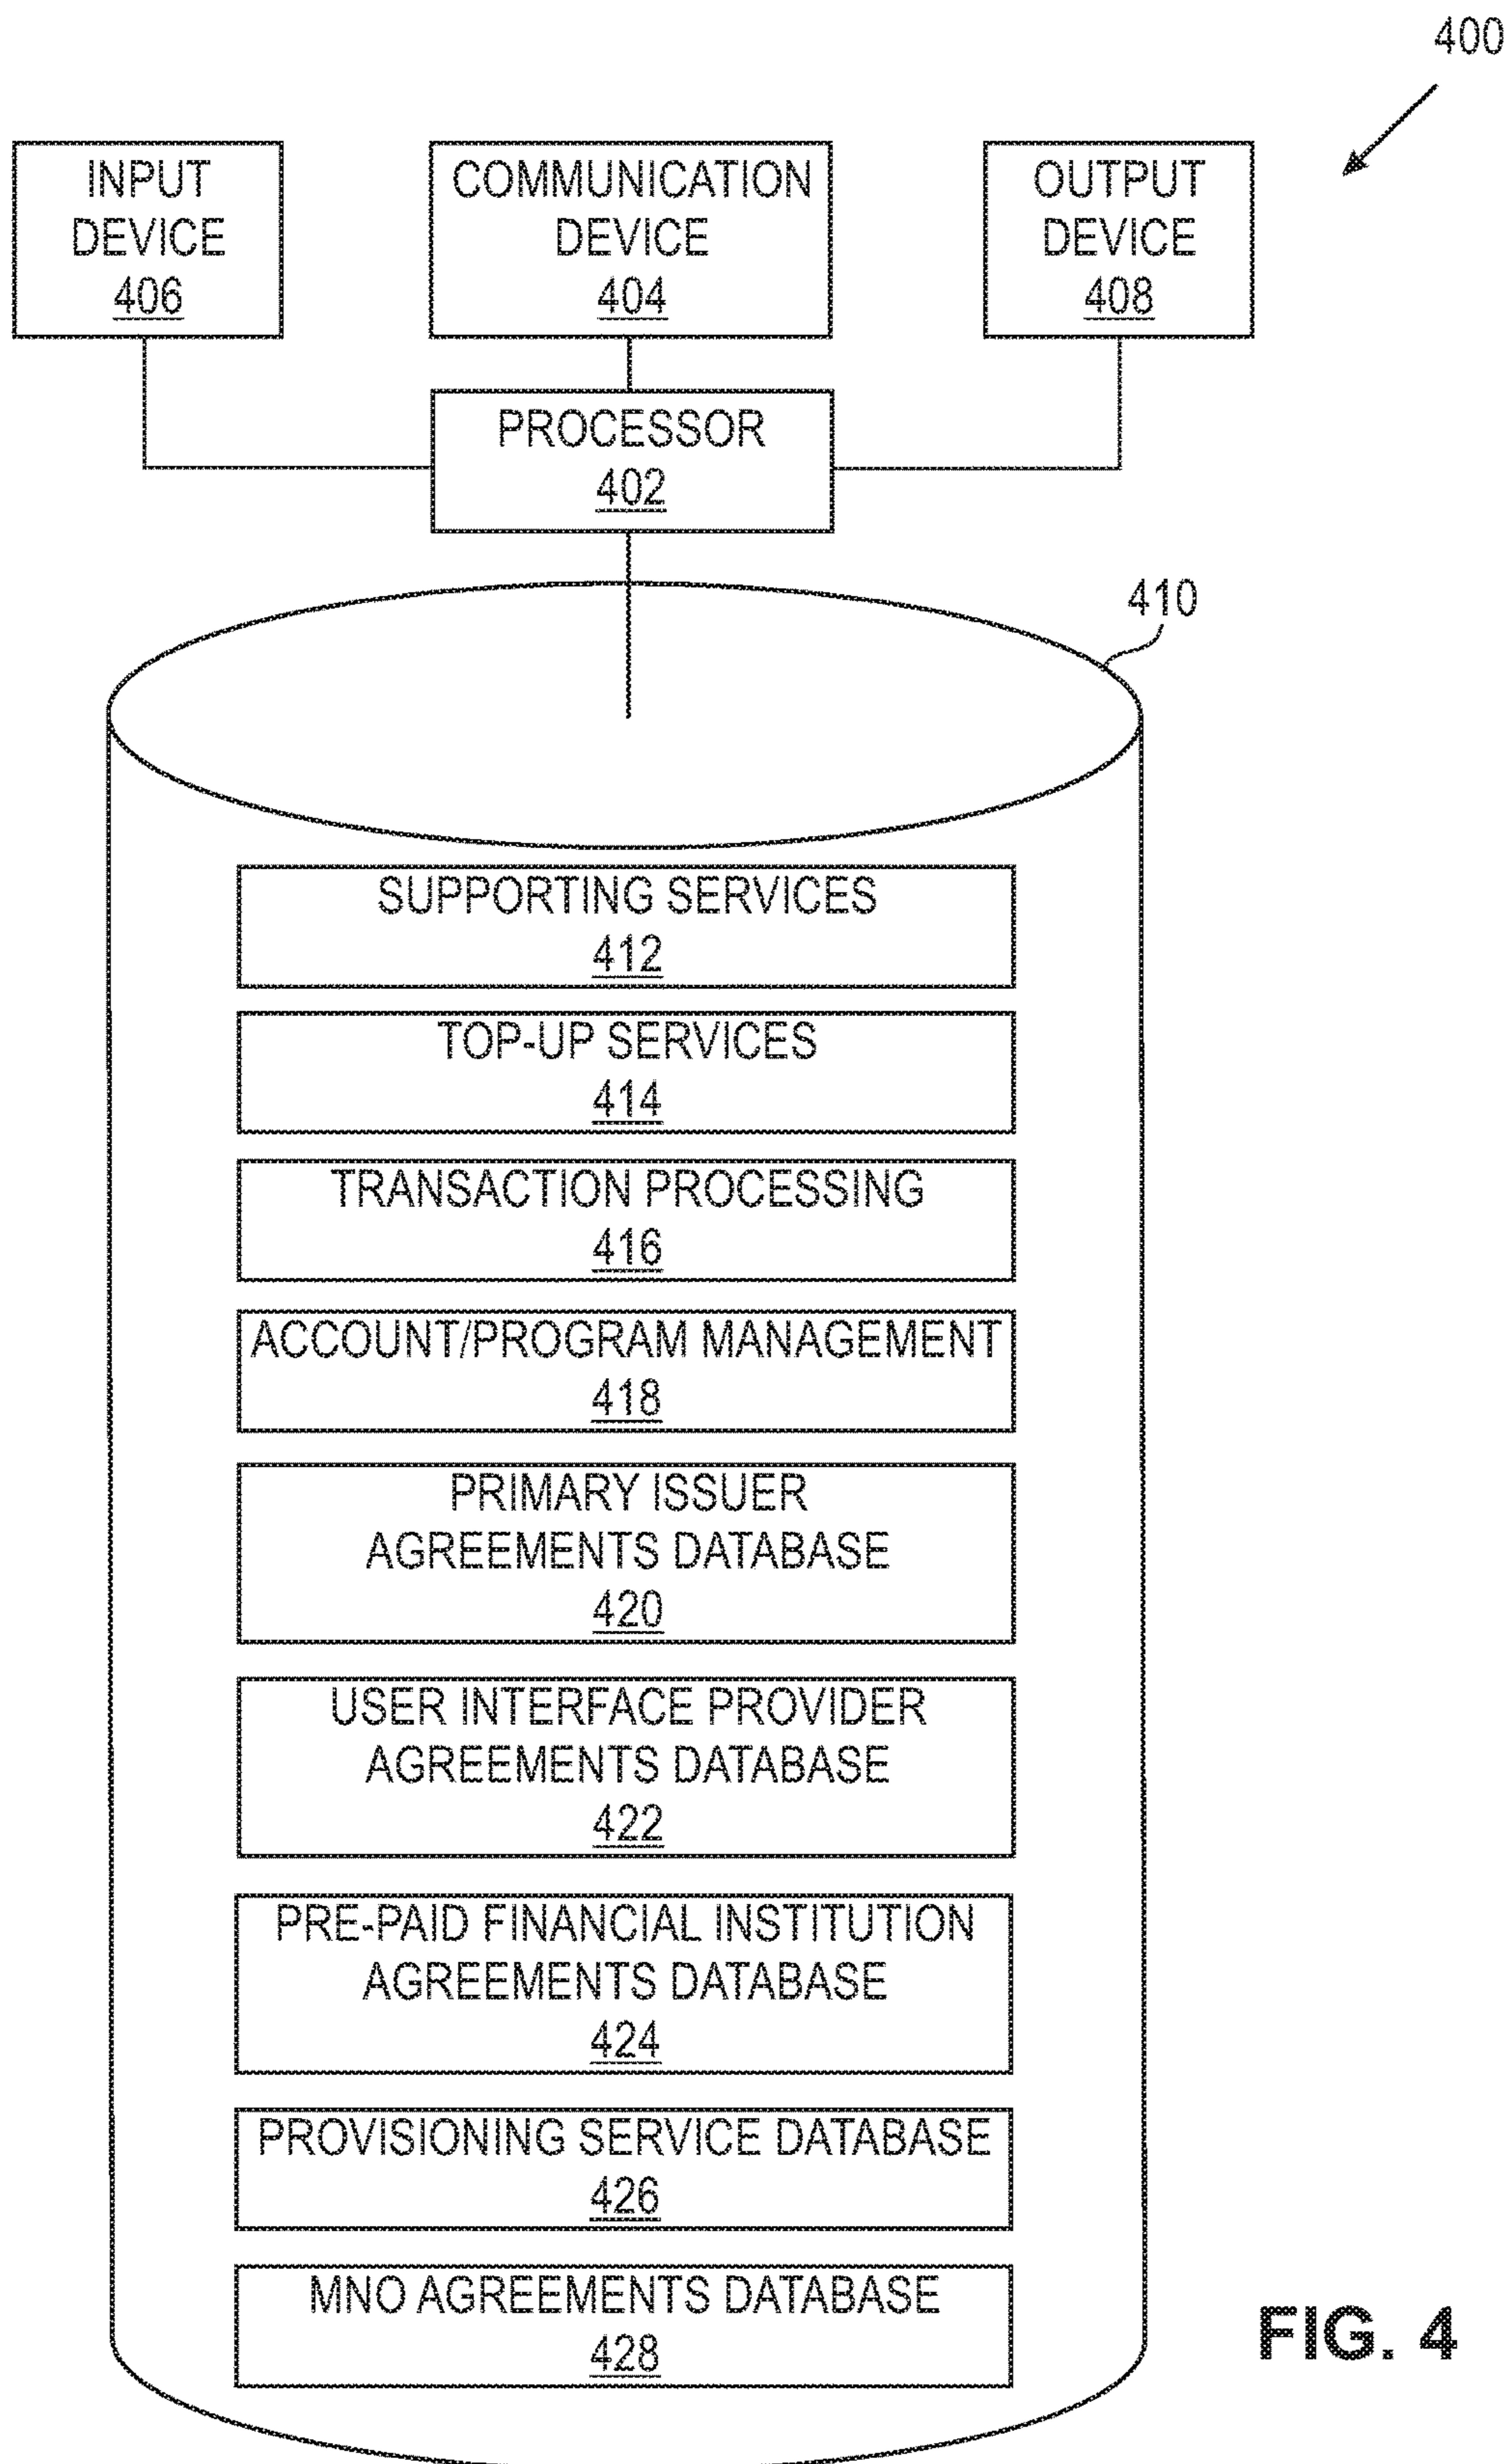 400
INPUT
DEVICE
406
COMMUNICATION
DEVICE
404
OUTPUT
DEVICE
408
PROCESSOR
402
410
SUPPORTING SERVICES
412
TOP-UP SERVICES
414
TRANSACTION PROCESSING
416
ACCOUNT/PROGRAM MANAGEMENT
418
PRIMARY ISSUER
AGREEMENTS DATABASE
420
USER INTERFACE PROVIDER
AGREEMENTS DATABASE
422
PRE-PAID FINANCIAL INSTITUTION
AGREEMENTS DATABASE
424
PROVISIONING SERVICE DATABASE
426
MNO AGREEMENTS DATABASE
428
FIG. 4